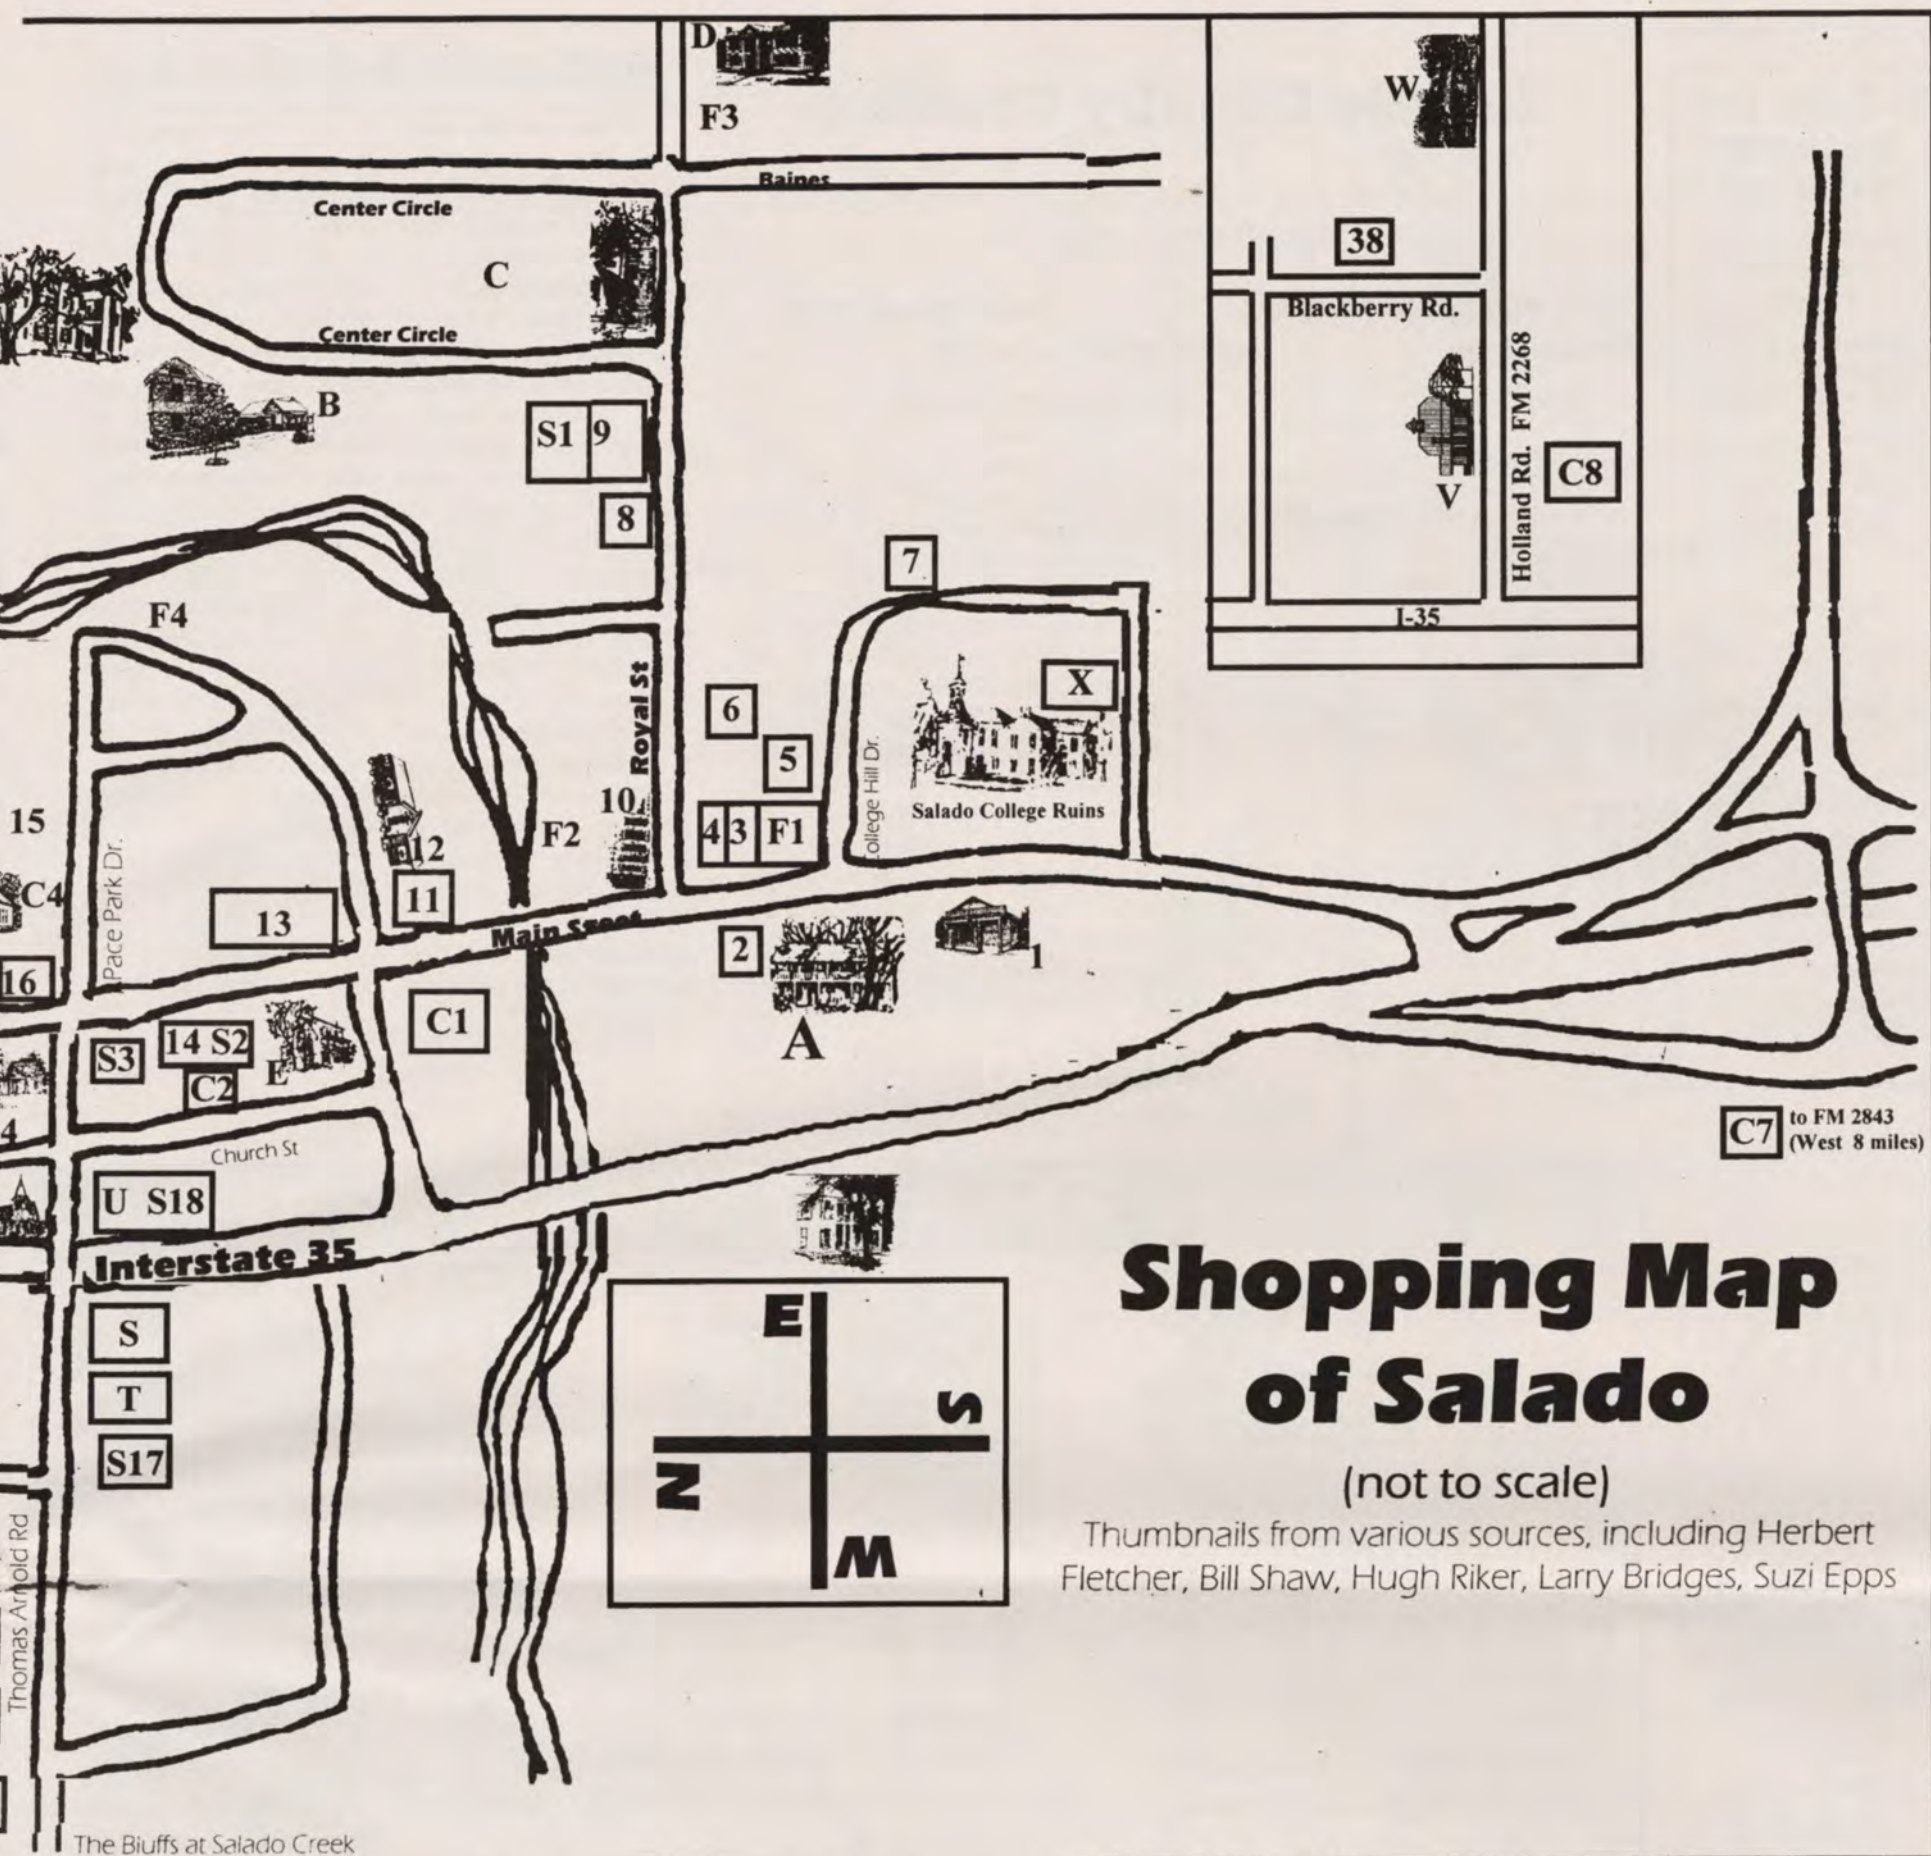 D
F3
W
Raines
Center Circle
38
C
Blackberry Rd.
Center Circle
B
S1 9
Holland Rd. FM 2268
C8
V
8
7
F4
I-35
Royal St
6
X
5
College Hill Dr.
Salado College Ruins
15
10
4 3 F1
F2
12
Pace Park Dr.
C4
11
13
Main Sreet
2
1
16
C1
A
14 S2
S3
E
C2
4
Church St
C7
to FM 2843
(West 8 miles)
U S18
Interstate 35
S
T
S17
E
S
N
W
Shopping Map
of Salado
(not to scale)
Thumbnails from various sources, including Herbert
Fletcher, Bill Shaw, Hugh Riker, Larry Bridges, Suzi Epps
Thomas Arnold Rd
The Bluffs at Salado Creek